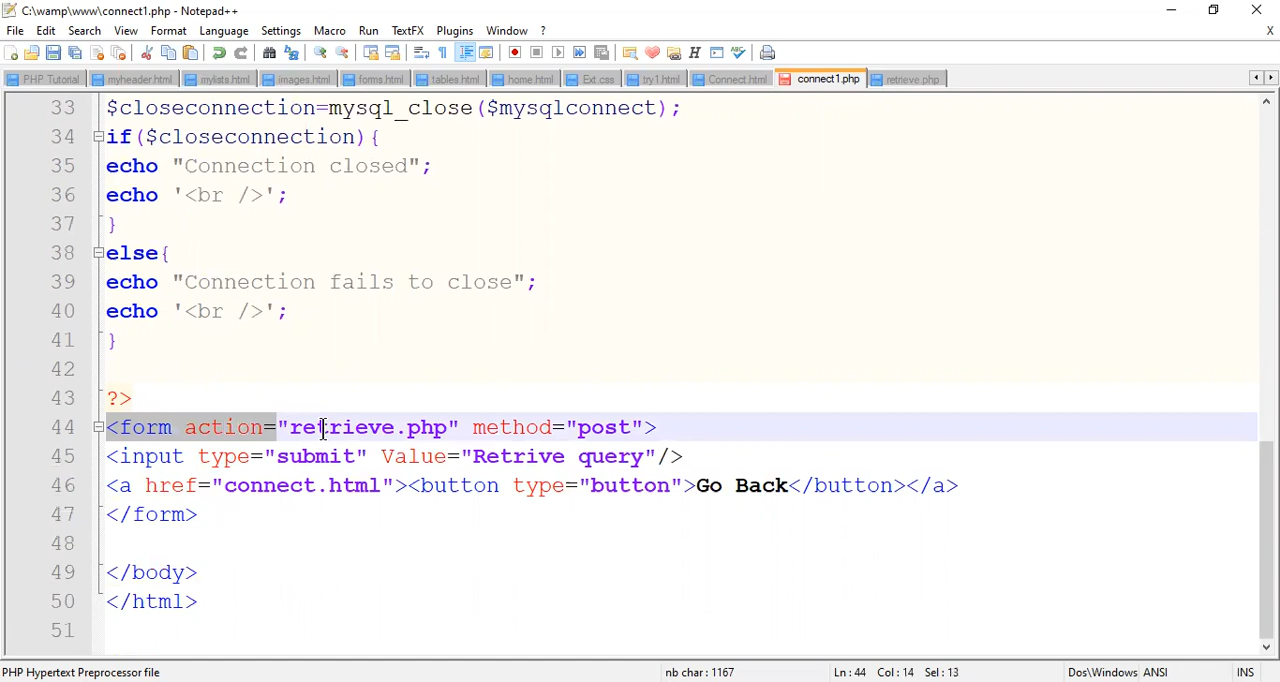 C:\wamp\www\connect1.php - Notepad++
File Edit Search View Format Language Settings Macro Run TextFX Plugins Window ? X
PHP Tutorial myheader.html mylists.html images.html forms.html tables.html home.html Ext.css try1.html Connect.html connect1.php retrieve.php
33 $closeconnection=mysql_close($mysqlconnect);
34 if($closeconnection){
35 echo "Connection closed";
36 echo '<br />';
37 }
38 else{
39 echo "Connection fails to close";
40 echo '<br />';
41 }
42
43 ?>
44 <form action="retrieve.php" method="post">
45 <input type="submit" Value="Retrive query"/>
46 <a href="connect.html"><button type="button">Go Back</button></a>
47 </form>
48
49 </body>
50 </html>
51
PHP Hypertext Preprocessor file nb char : 1167 Ln : 44 Col : 14 Sel : 13 Dos\Windows ANSI INS